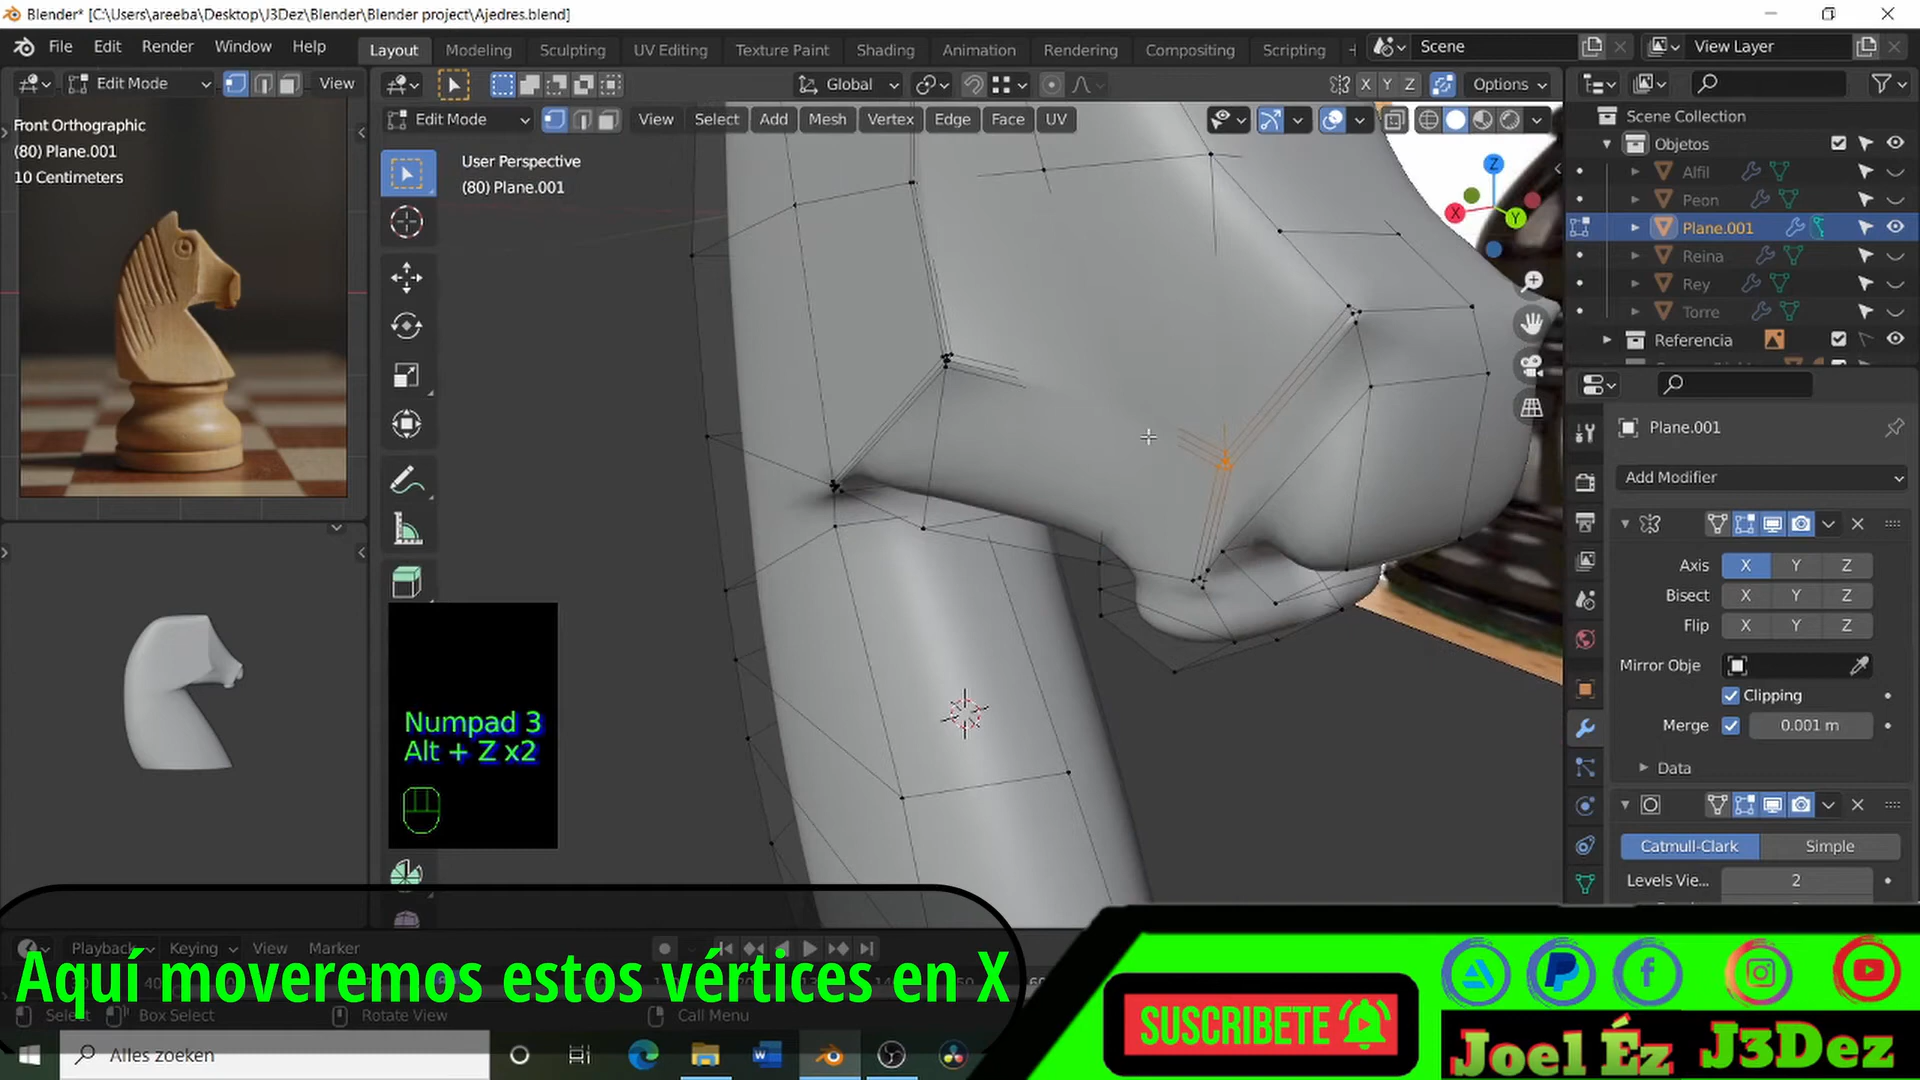 Blender* [C:\Users\areeba\Desktop\J3Dez\Blender\Blender project\Ajedres.blend]
File Edit Render Window Help
Layout Modeling Sculpting UV Editing Texture Paint Shading Animation Rendering Compositing Scripting
Scene
View Layer
Edit Mode
View
Global
X Y Z
Options
Edit Mode
View Select Add Mesh Vertex Edge Face UV
Front Orthographic
(80) Plane.001
10 Centimeters
User Perspective
(80) Plane.001
Z
X
Y
Scene Collection
Objetos
Alfil
Peon
Plane.001
Reina
Rey
Torre
Referencia
Plane.001
Add Modifier
Axis X Y Z
Bisect X Y Z
Flip X Y Z
Mirror Obje
Clipping
Merge 0.001 m
Data
Catmull-Clark Simple
Levels Vie... 2
Numpad 3
Alt + Z x2
Playback Keying View Marker
Aquí moveremos estos vértices en X
Select Box Select Rotate View Call Menu
SUSCRIBETE
Joel Éz J3Dez
Alles zoeken